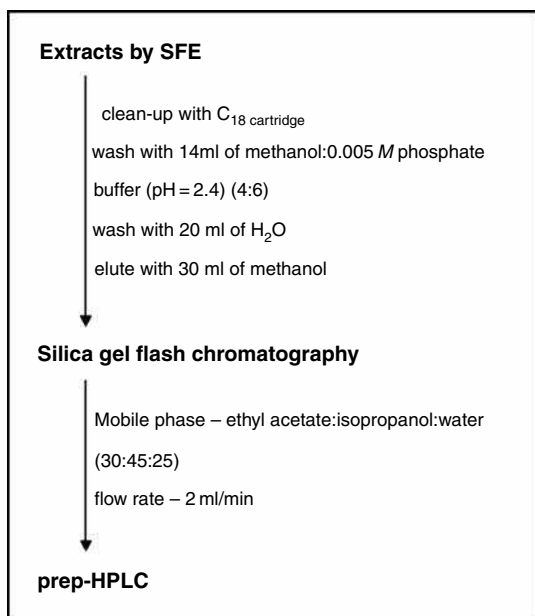 Extracts by SFE
clean-up with C18 cartridge
wash with 14ml of methanol:0.005 M phosphate
buffer (pH = 2.4) (4:6)
wash with 20 ml of H2O
elute with 30 ml of methanol
Silica gel flash chromatography
Mobile phase – ethyl acetate:isopropanol:water
(30:45:25)
flow rate – 2 ml/min
prep-HPLC